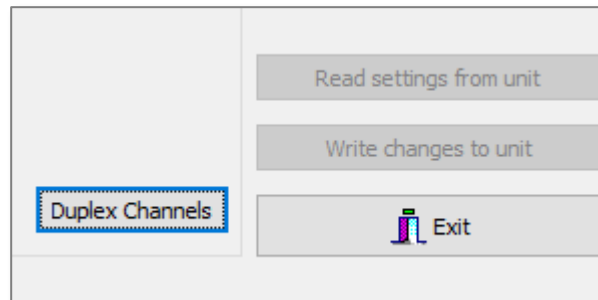 Read settings from unit
Write changes to unit
Duplex Channels
Exit